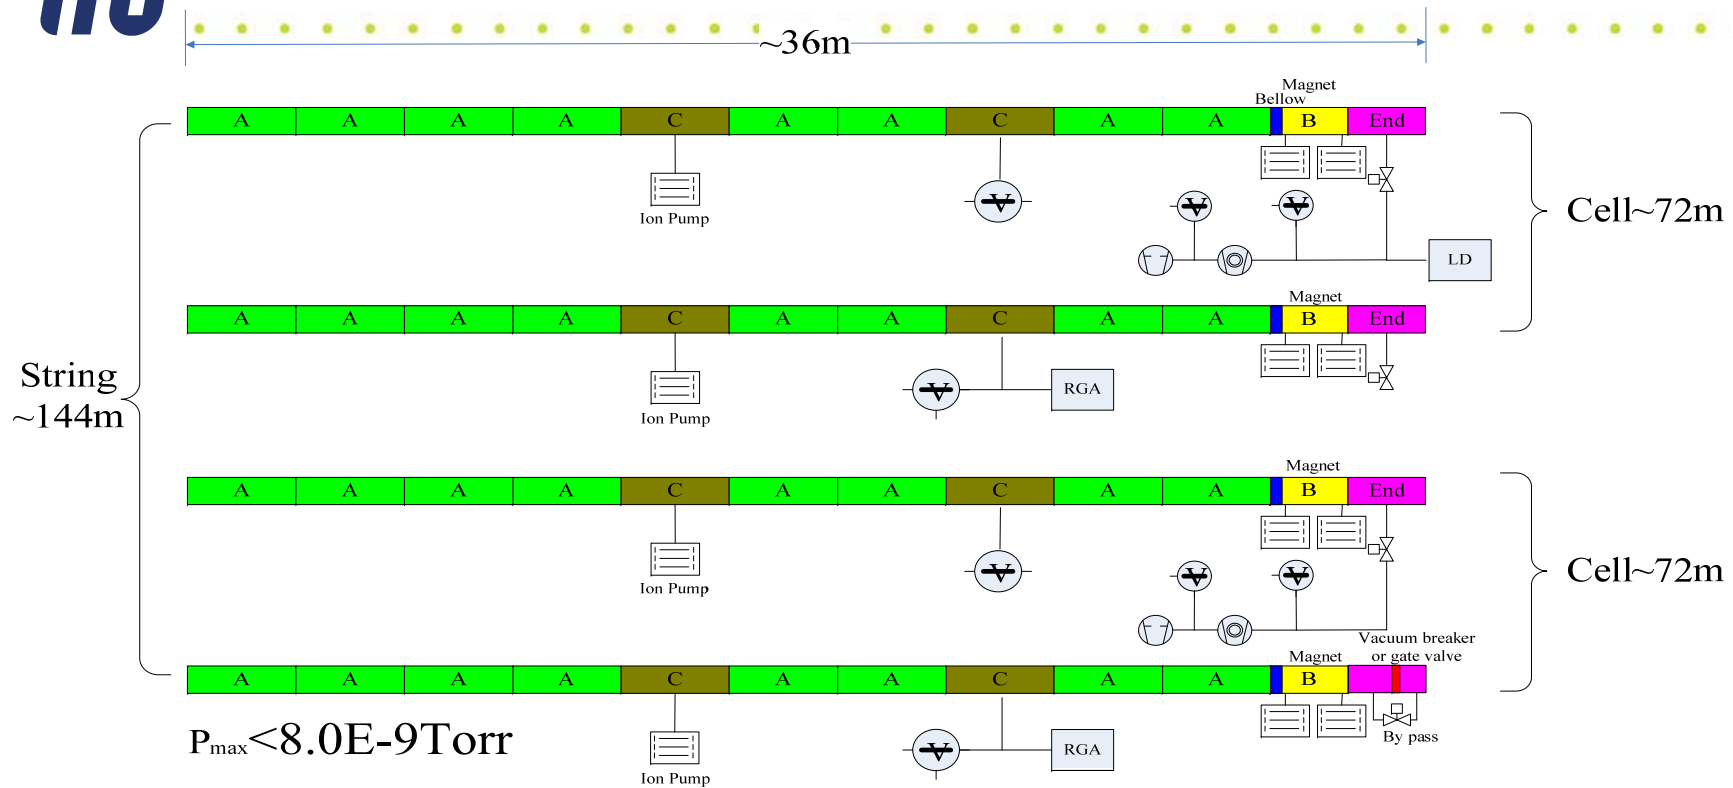 ~36m
Magnet
Bellow
A A A A C A A C A A B End
V
V V
Ion Pump
LD
Cell~72m
Magnet
A A A A C A A C A A B End
String
~144m
V RGA
Ion Pump
Magnet
A A A A C A A C A A B End
V
V V
Ion Pump
Cell~72m
Vacuum breaker
or gate valve
Magnet
A A A A C A A C A A B
Pmax<8.0E-9Torr
By pass
V RGA
Ion Pump